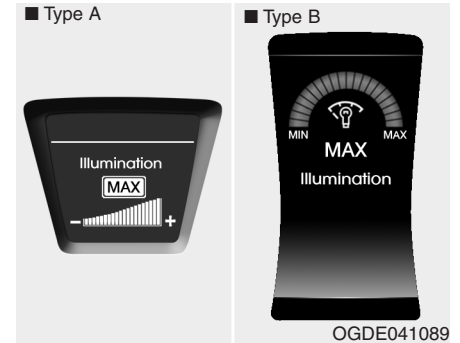 ■ Type A
Illumination
MAX
- +
■ Type B
MIN MAX
MAX
Illumination
OGDE041089